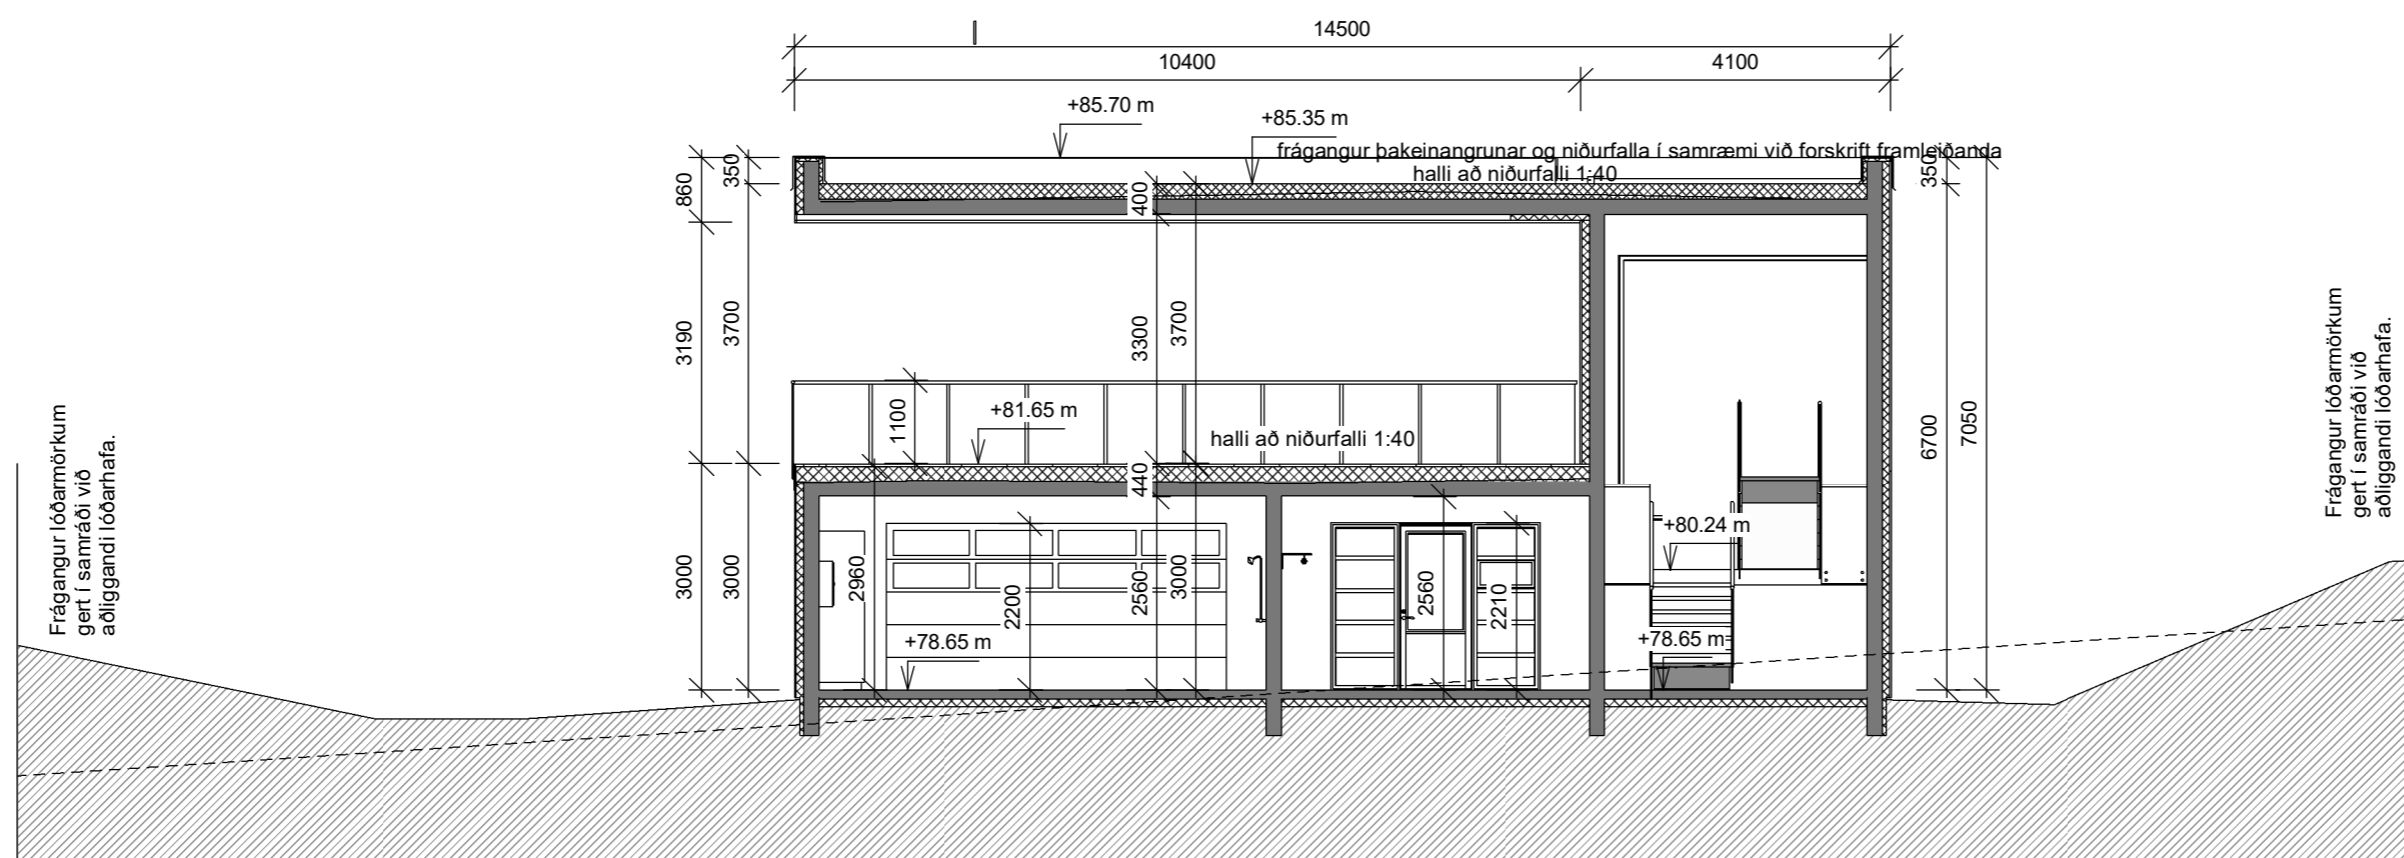 14500
10400
4100
+85.70 m
+85.35 m
frágangur þakeinangrunar og niðurfalla í samræmi við forskrift framleiðanda
halli að niðurfalli 1:40
350
860
400
350
3190
3700
3300
3700
6700
7050
1100
+81.65 m
halli að niðurfalli 1:40
440
Frágangur lóðarmörkum
gert í samráði við
aðliggandi lóðarhafa.
Frágangur lóðarmörkum
gert í samráði við
aðliggandi lóðarhafa.
+80.24 m
3000
3000
2960
2200
2560
3000
2560
2210
+78.65 m
+78.65 m